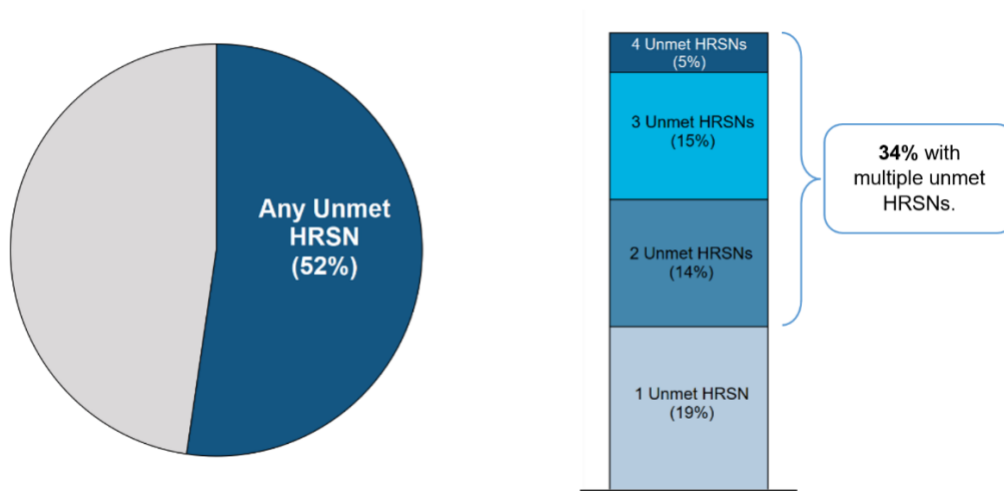 Any Unmet
HRSN
(52%)
4 Unmet HRSNs
(5%)
3 Unmet HRSNs
(15%)
2 Unmet HRSNs
(14%)
1 Unmet HRSN
(19%)
34% with
multiple unmet
HRSNs.